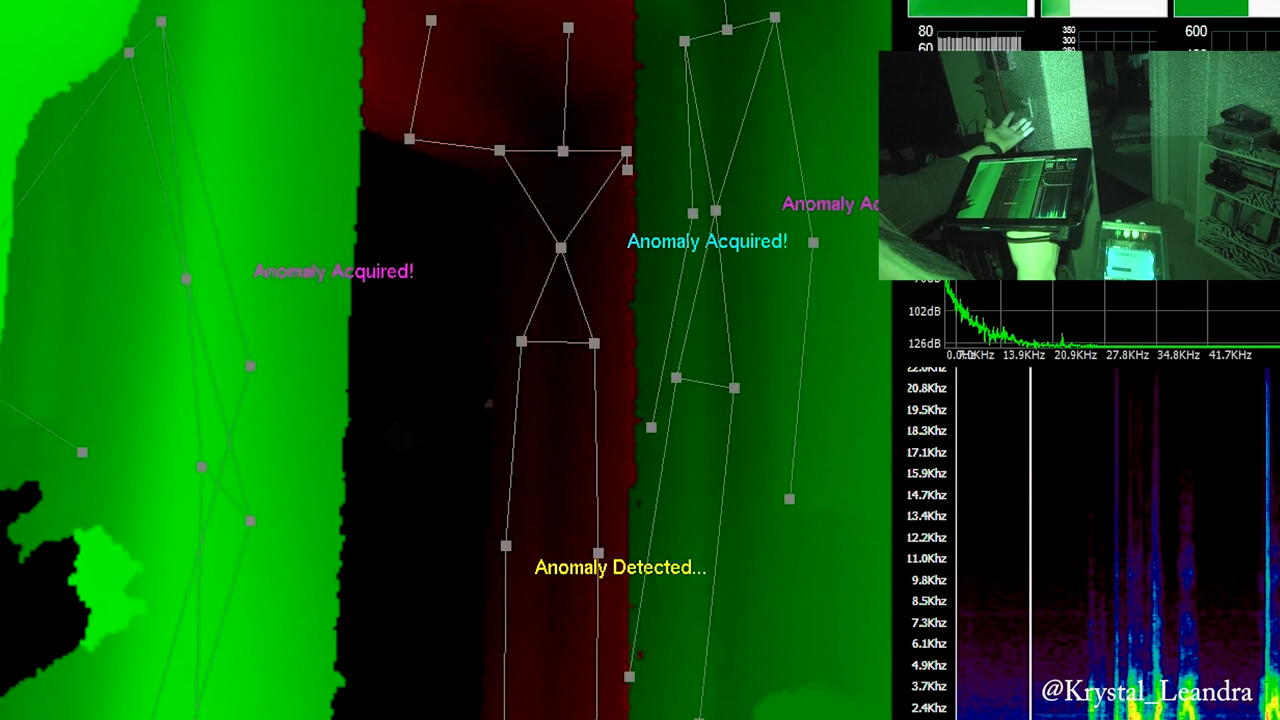 80
60
350
300
600
Anomaly Ac
Anomaly Acquired!
Anomaly Acquired!
102dB
126dB
13.9KHz
20.9KHz
27.8KHz
34.8KHz
41.7KHz
20.8Khz
19.5Khz
18.3Khz
17.1Khz
15.9Khz
14.7Khz
13.4Khz
12.2Khz
11.0Khz
9.8Khz
8.5Khz
7.3Khz
6.1Khz
4.9Khz
3.7Khz
2.4Khz
Anomaly Detected...
@Krystal_Leandra